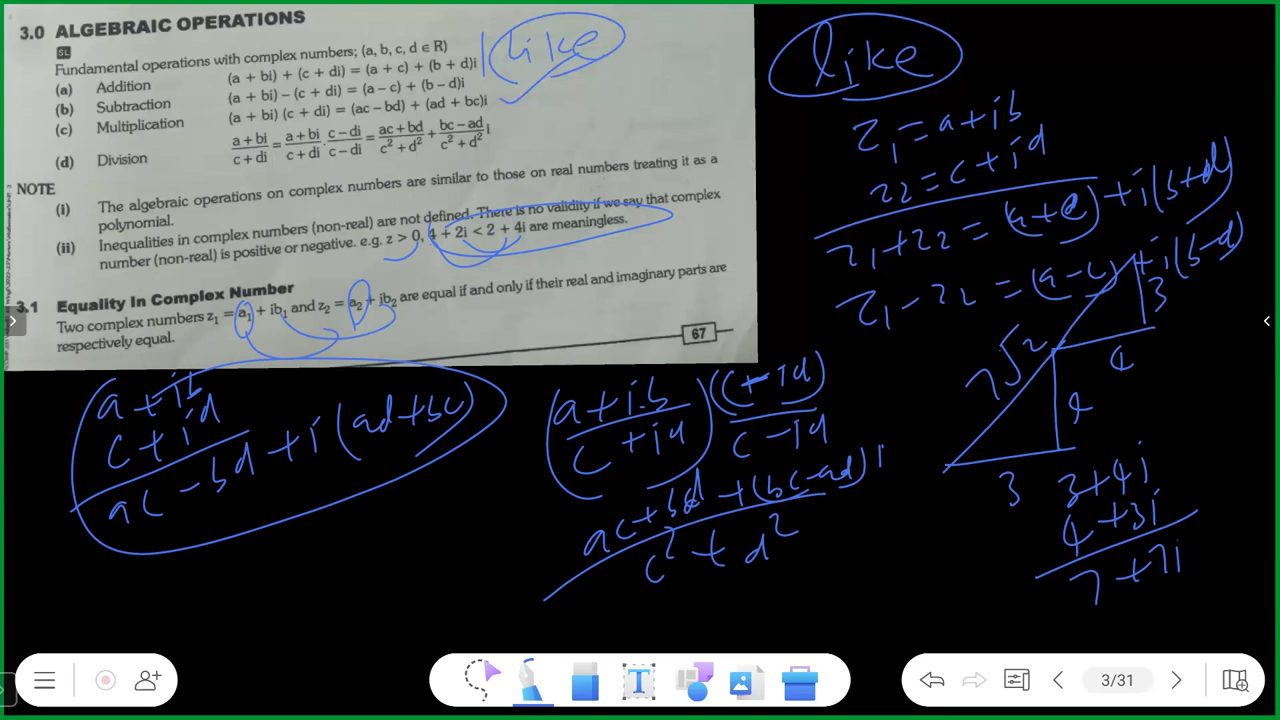 3.0 ALGEBRAIC OPERATIONS
SL
Fundamental operations with complex numbers; (a, b, c, d ∈ R)
(a) Addition (a + bi) + (c + di) = (a + c) + (b + d)i
(b) Subtraction (a + bi) – (c + di) = (a – c) + (b – d)i
(c) Multiplication (a + bi) (c + di) = (ac – bd) + (ad + bc)i
(d) Division (a + bi)/(c + di) = (a + bi)/(c + di) . (c – di)/(c – di) = (ac + bd)/(c² + d²) + (bc – ad)/(c² + d²) i
NOTE
(i) The algebraic operations on complex numbers are similar to those on real numbers treating it as a
polynomial.
(ii) Inequalities in complex numbers (non-real) are not defined. There is no validity if we say that complex
number (non-real) is positive or negative. e.g. z > 0, 4 + 2i < 2 + 4i are meaningless.
3.1 Equality In Complex Number
Two complex numbers z₁ = a₁ + ib₁ and z₂ = a₂ + ib₂ are equal if and only if their real and imaginary parts are
respectively equal.
67
like
like
z₁ = a + ib
z2 = c + id
z₁ + z2 = (a + c) + i(b + d)
z₁ – z2 = (a – c) + i(b – d)
3
4
7√2
4
3
3 + 4i
4 + 3i
7 + 7i
a + ib
c + id
ac – bd + i(ad + bc)
(a + ib)/(c + id) (c – id)/(c – id)
ac + bd + (bc – ad) i
c² + d²
3/31